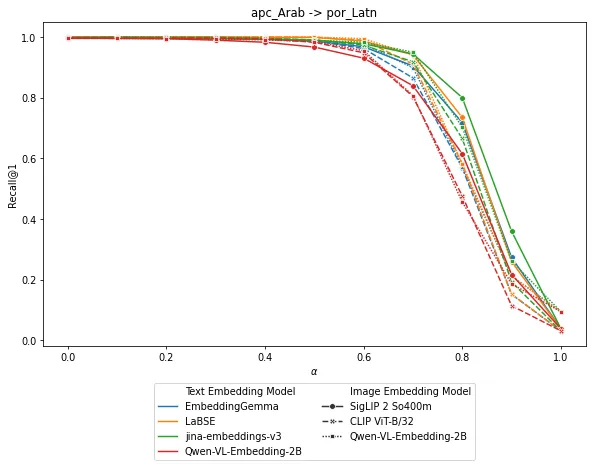 apc_Arab -> por_Latn
Recall@1
1.0
0.8
0.6
0.4
0.2
0.0
0.0 0.2 0.4 0.6 0.8 1.0
α
Text Embedding Model Image Embedding Model
EmbeddingGemma SigLIP 2 So400m
LaBSE CLIP ViT-B/32
jina-embeddings-v3 Qwen-VL-Embedding-2B
Qwen-VL-Embedding-2B